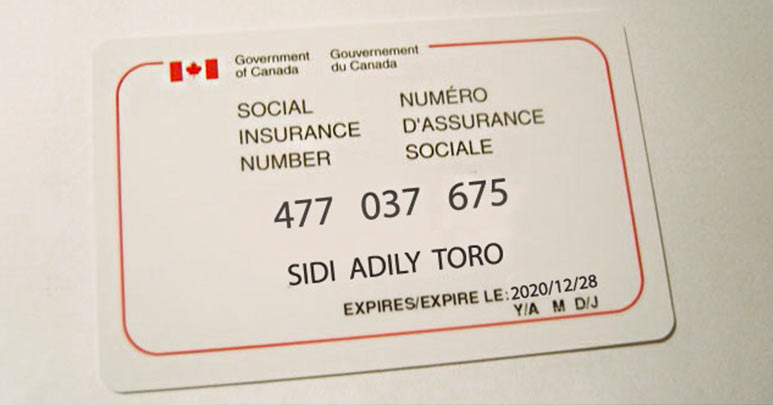 Government of Canada
Gouvernement du Canada
SOCIAL INSURANCE NUMBER
NUMÉRO D'ASSURANCE SOCIALE
477 037 675
SIDI ADILY TORO
EXPIRES/EXPIRE LE: 2020/12/28
Y/A M D/J